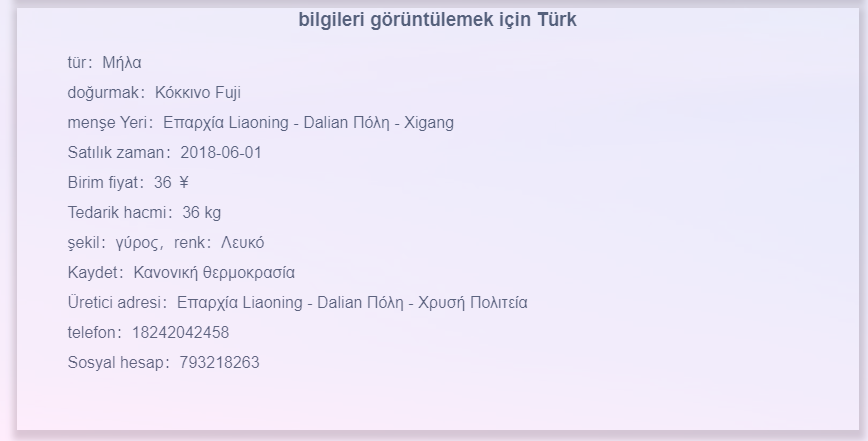 bilgileri görüntülemek için Türk
tür：Μήλα
doğurmak：Κόκκινο Fuji
menşe Yeri：Επαρχία Liaoning - Dalian Πόλη - Xigang
Satılık zaman：2018-06-01
Birim fiyat：36 ￥
Tedarik hacmi：36 kg
şekil：γύρος，renk：Λευκό
Kaydet：Κανονική θερμοκρασία
Üretici adresi：Επαρχία Liaoning - Dalian Πόλη - Χρυσή Πολιτεία
telefon：18242042458
Sosyal hesap：793218263